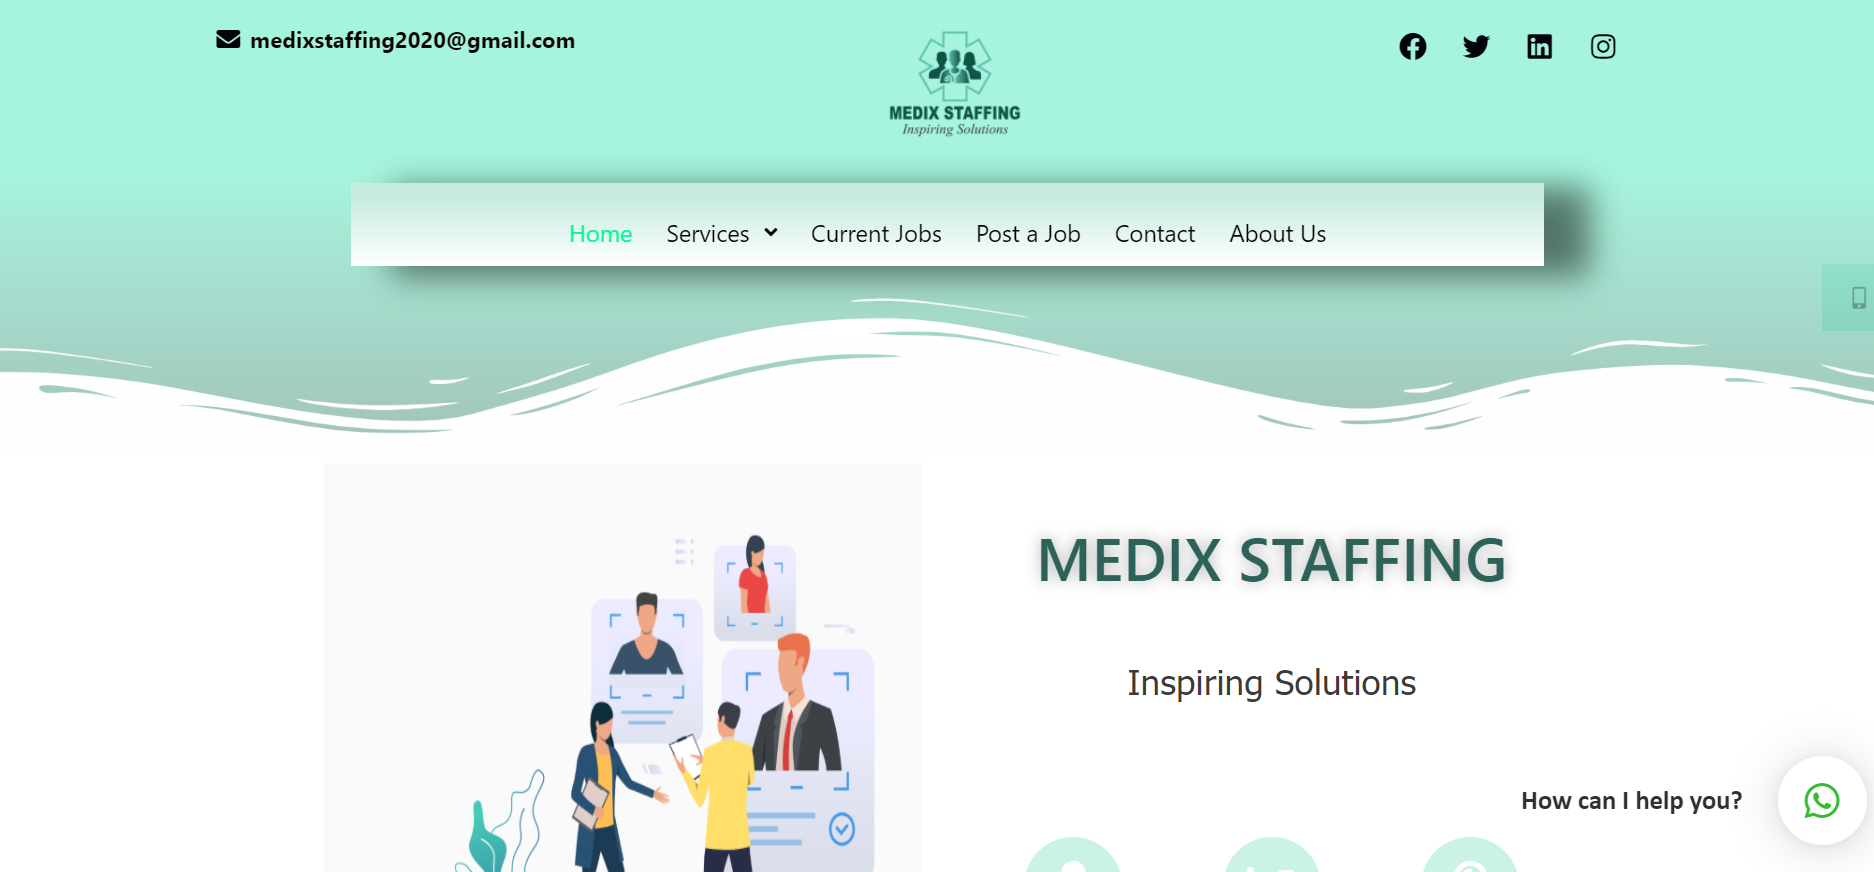 medixstaffing2020@gmail.com
MEDIX STAFFING
Inspiring Solutions
Home Services Current Jobs Post a Job Contact About Us
MEDIX STAFFING
Inspiring Solutions
How can I help you?